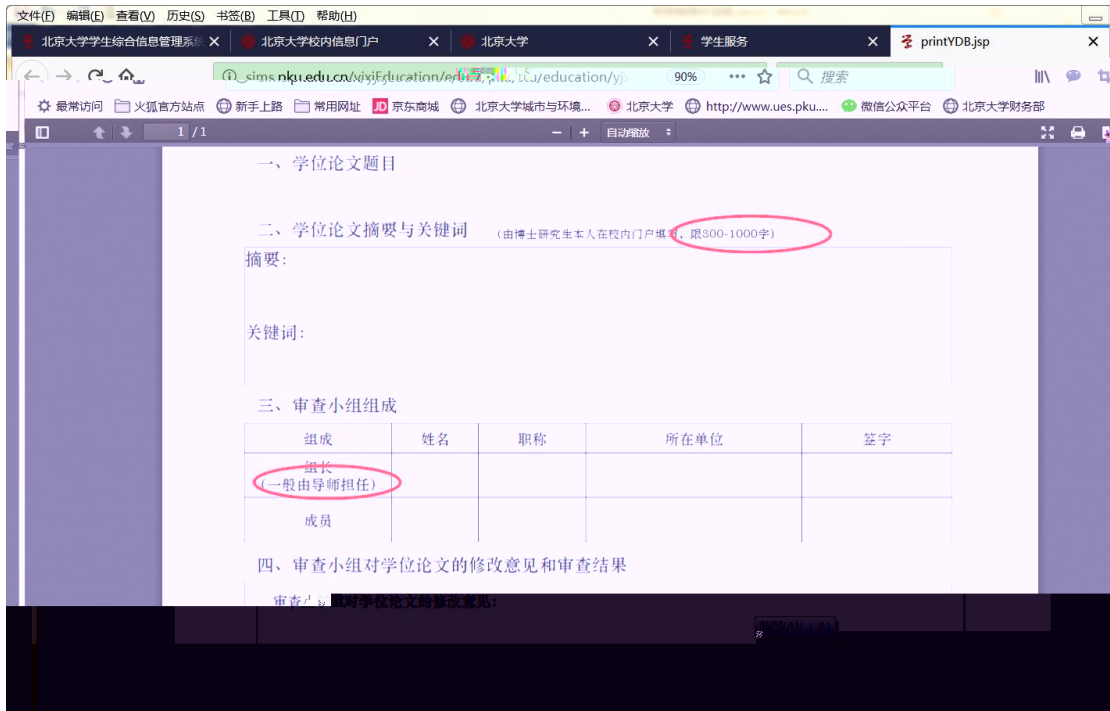 文件(F) 编辑(E) 查看(V) 历史(S) 书签(B) 工具(T) 帮助(H)
北京大学学生综合信息管理系统 北京大学校内信息门户 北京大学 学生服务 printYDB.jsp
90% 搜索
最常访问 火狐官方站点 新手上路 常用网址 JD 京东商城 北京大学城市与环境... 北京大学 http://www.ues.pku.... 微信公众平台 北京大学财务部
1 / 1 自动缩放
一、学位论文题目
二、学位论文摘要与关键词 (由博士研究生本人在校内门户填写, 限800-1000字)
摘要:
关键词:
三、审查小组组成
组成 姓名 职称 所在单位 签字
组长
(一般由导师担任)
成员
四、审查小组对学位论文的修改意见和审查结果
审查小组对学位论文的修改意见: